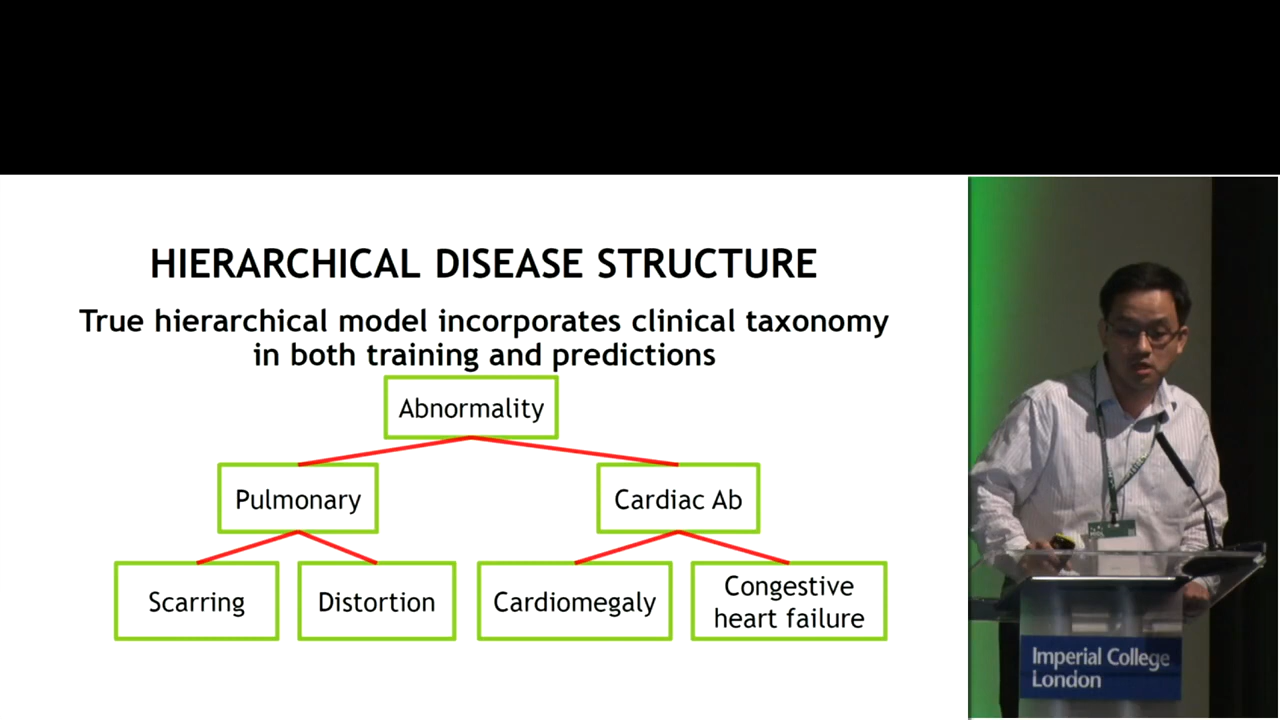 HIERARCHICAL DISEASE STRUCTURE
True hierarchical model incorporates clinical taxonomy
in both training and predictions
Abnormality
Pulmonary
Cardiac Ab
Scarring
Distortion
Cardiomegaly
Congestive
heart failure
Imperial College
London